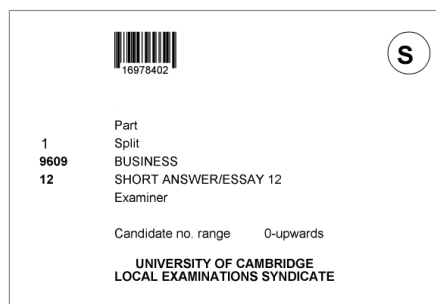 16978402
S
Part
1 Split
9609 BUSINESS
12 SHORT ANSWER/ESSAY 12
Examiner
Candidate no. range 0-upwards
UNIVERSITY OF CAMBRIDGE
LOCAL EXAMINATIONS SYNDICATE